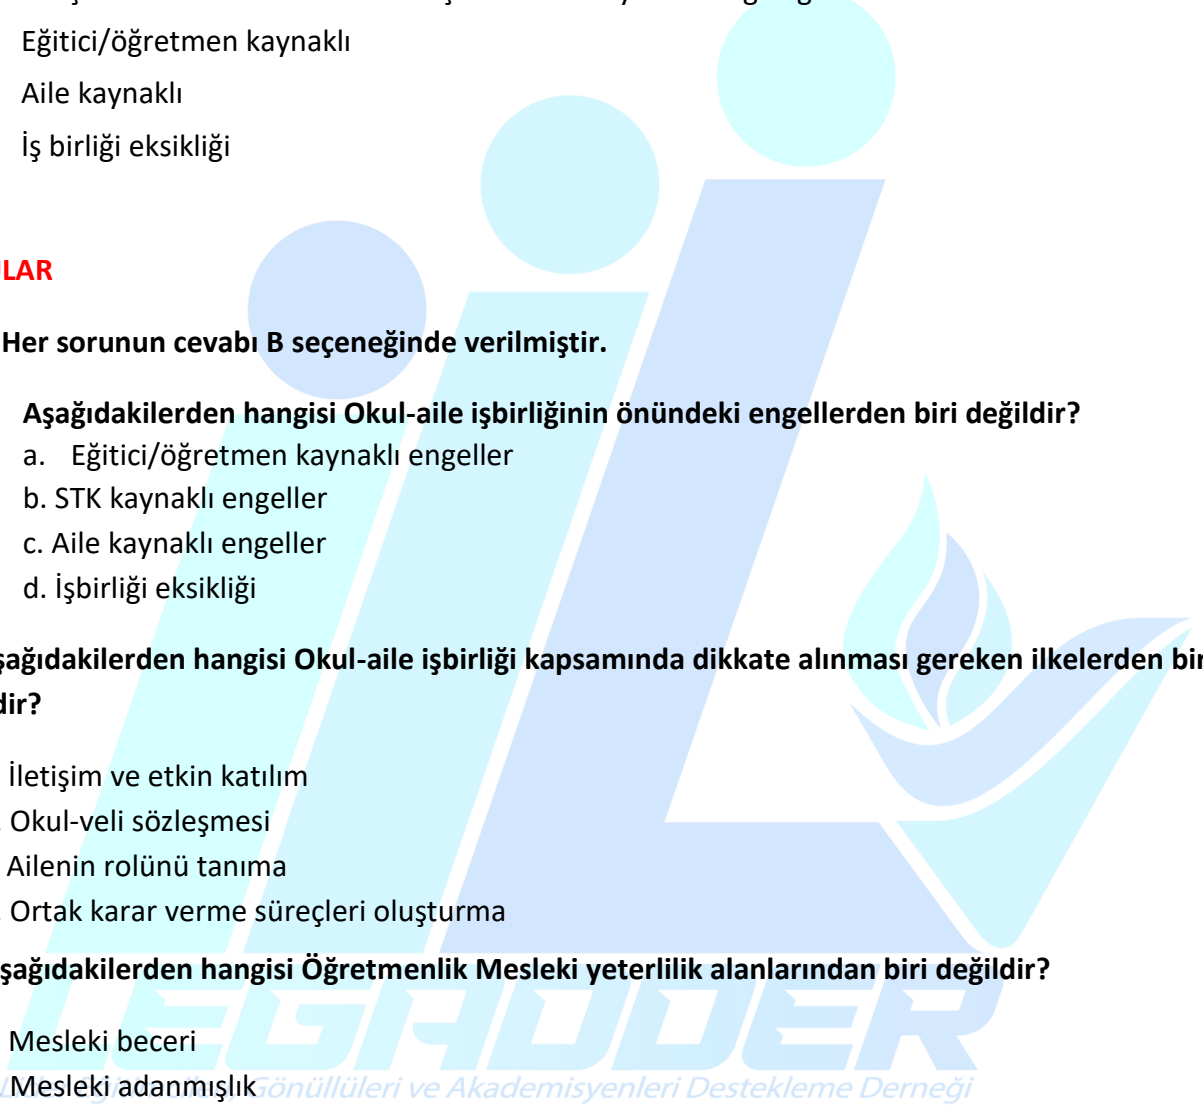 Eğitici/öğretmen kaynaklı
Aile kaynaklı
İş birliği eksikliği
ULAR
Her sorunun cevabı B seçeneğinde verilmiştir.
Aşağıdakilerden hangisi Okul-aile işbirliğinin önündeki engellerden biri değildir?
a. Eğitici/öğretmen kaynaklı engeller
b. STK kaynaklı engeller
c. Aile kaynaklı engeller
d. İşbirliği eksikliği
şağıdakilerden hangisi Okul-aile işbirliği kapsamında dikkate alınması gereken ilkelerden bir
dir?
İletişim ve etkin katılım
. Okul-veli sözleşmesi
Ailenin rolünü tanıma
. Ortak karar verme süreçleri oluşturma
şağıdakilerden hangisi Öğretmenlik Mesleki yeterlilik alanlarından biri değildir?
LEGADDER
Mesleki beceri
Mesleki adanmışlık
Gönüllüleri ve Akademisyenleri Destekleme Derneği